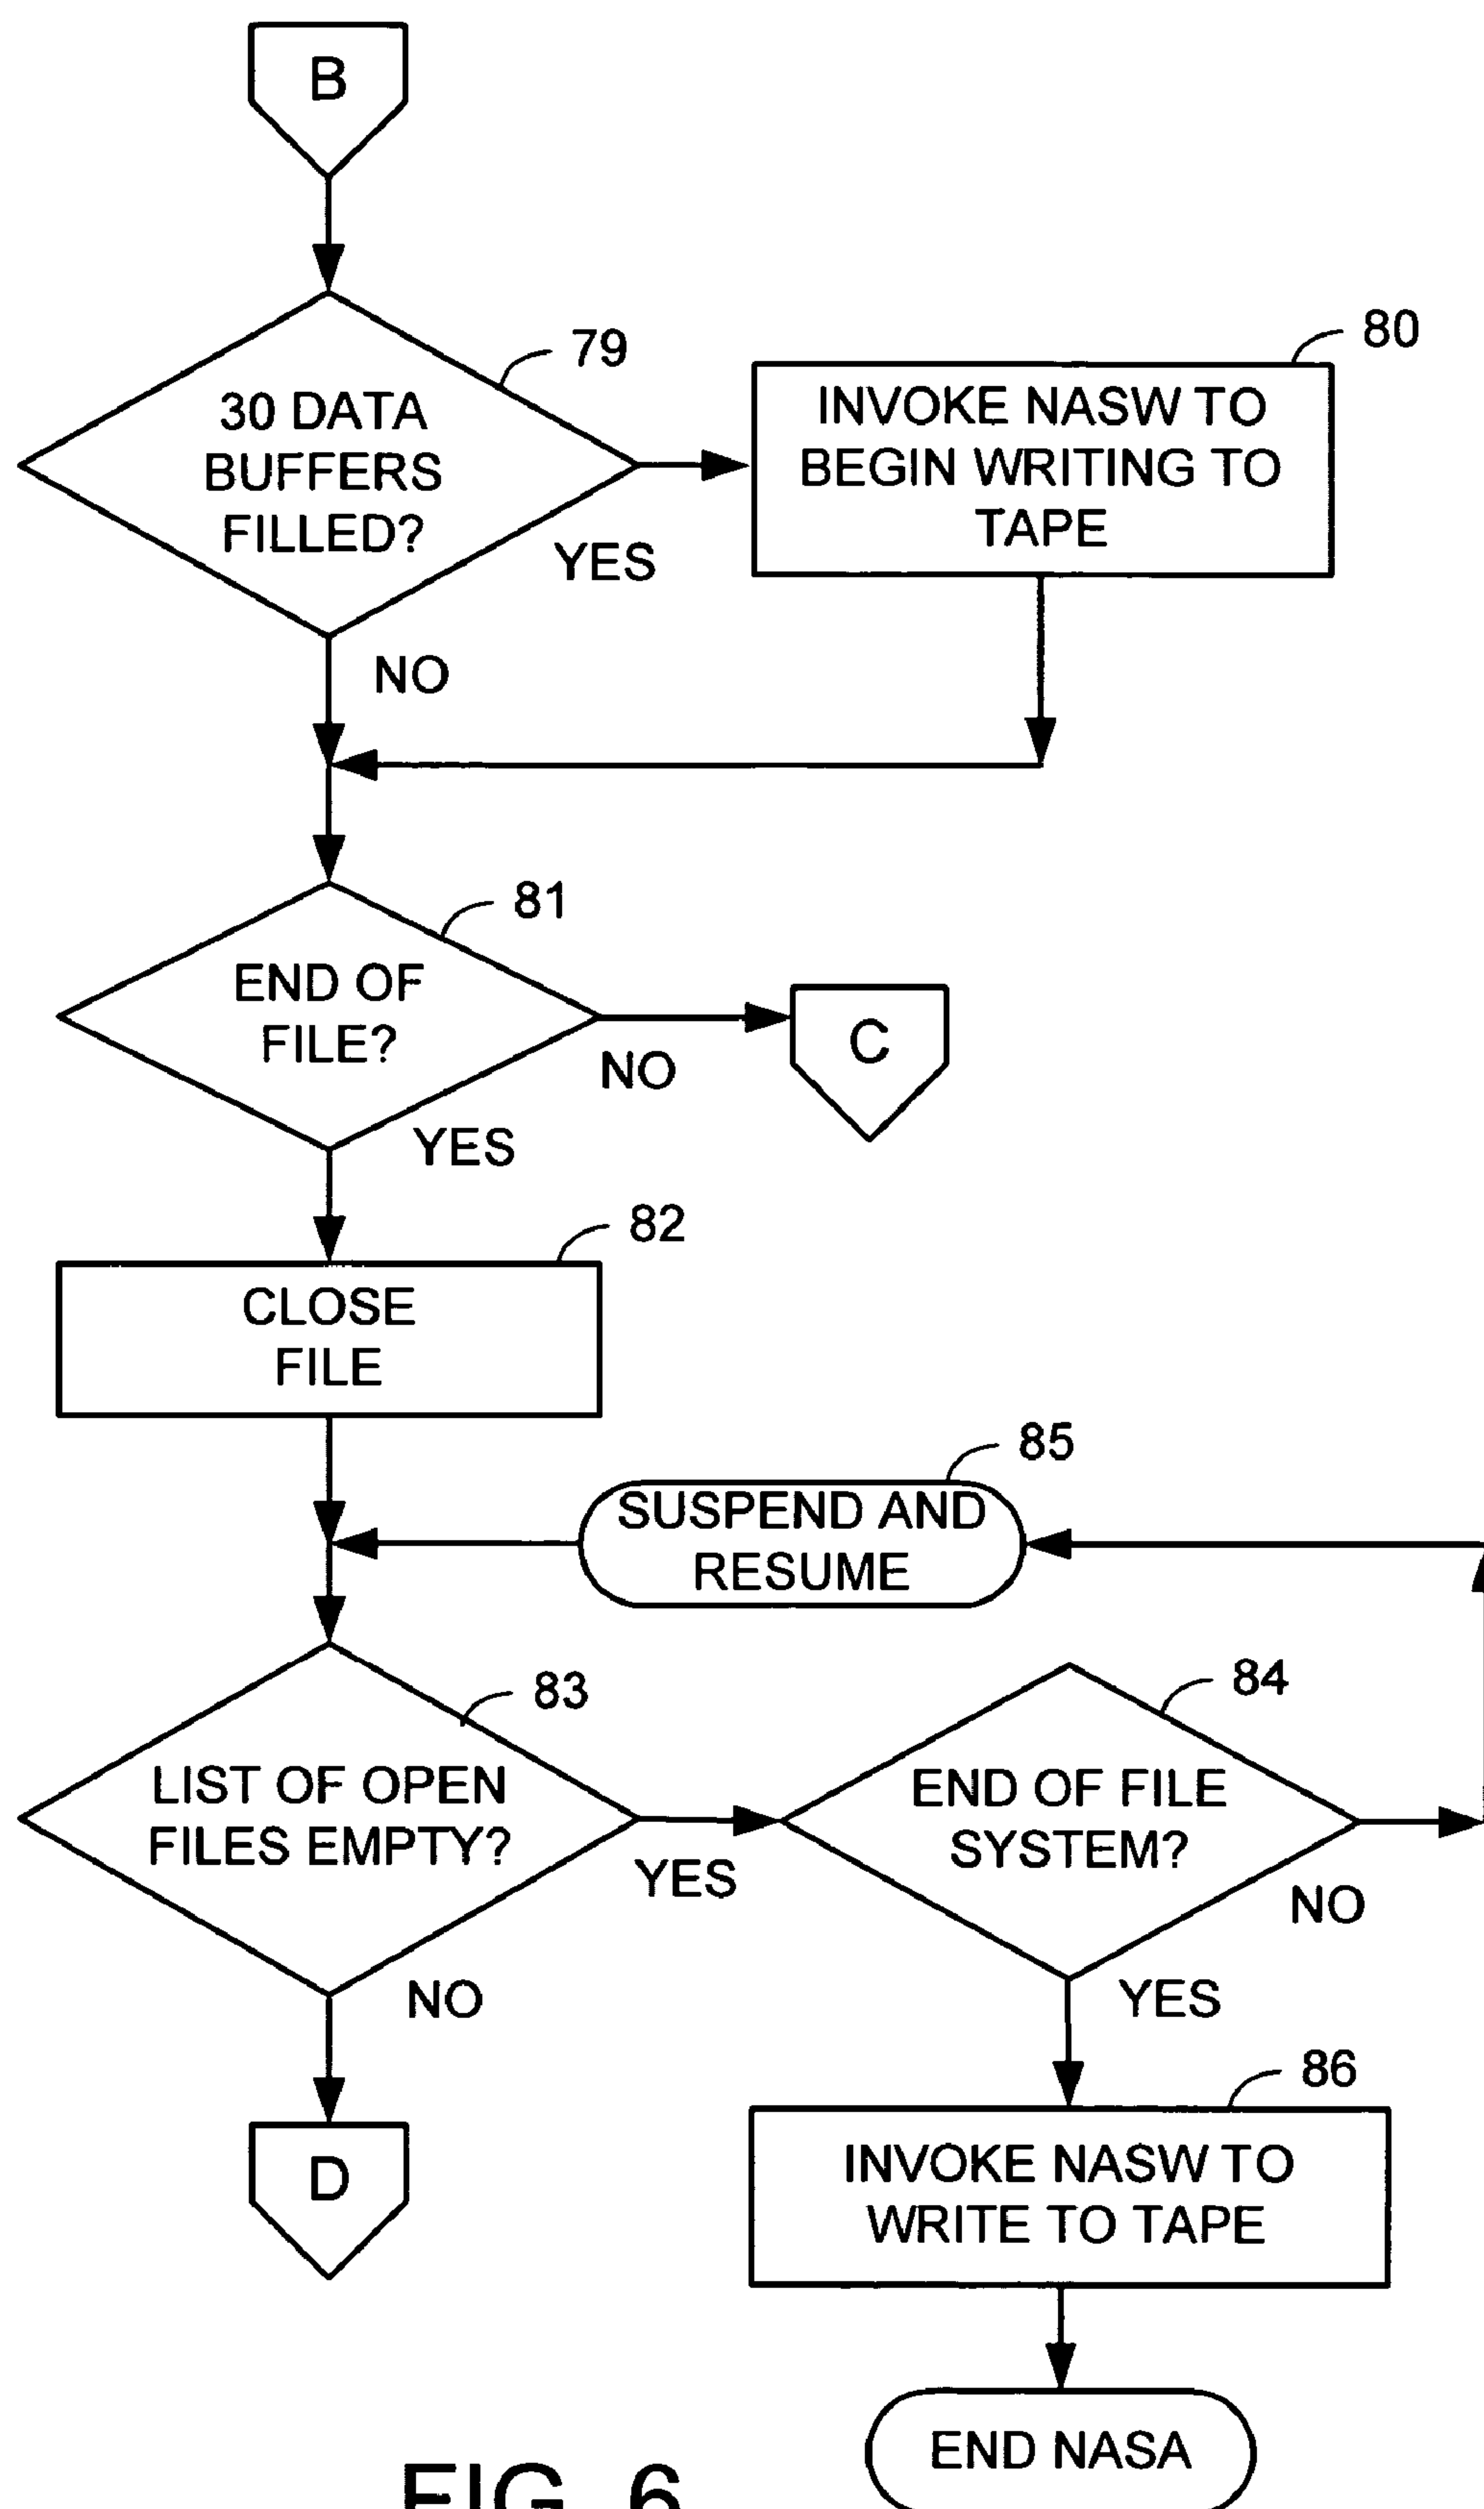 B
79
30 DATA
BUFFERS
FILLED?
YES
NO
80
INVOKE NASW TO
BEGIN WRITING TO
TAPE
81
END OF
FILE?
NO
YES
C
82
CLOSE
FILE
85
SUSPEND AND
RESUME
83
LIST OF OPEN
FILES EMPTY?
YES
NO
84
END OF FILE
SYSTEM?
NO
YES
D
86
INVOKE NASW TO
WRITE TO TAPE
END NASA
FIG. 6